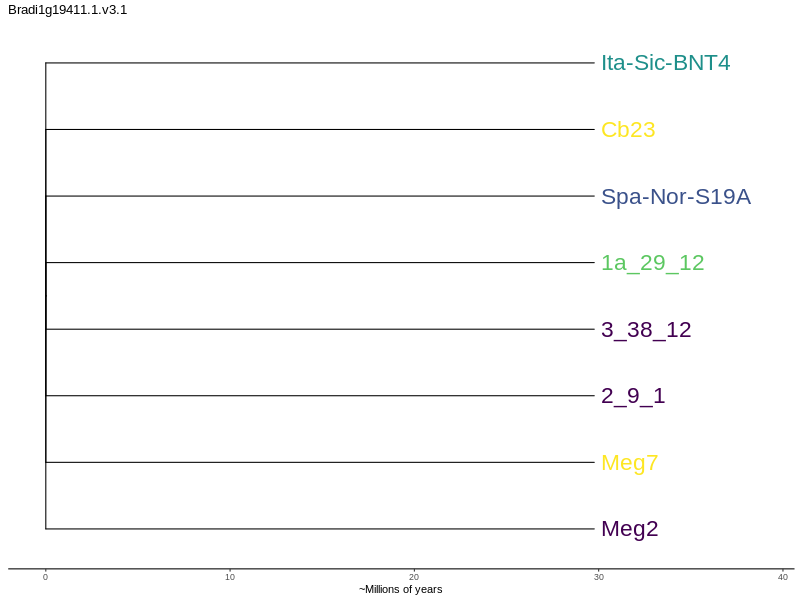 Bradi1g19411.1.v3.1
Ita-Sic-BNT4
Cb23
Spa-Nor-S19A
1a_29_12
3_38_12
2_9_1
Meg7
Meg2
0 10 20 30 40
~Millions of years